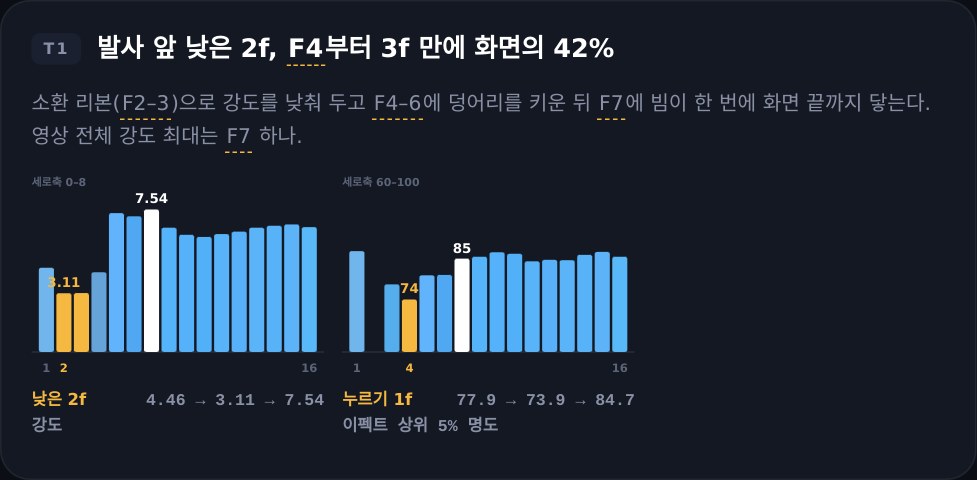 T1 발사 앞 낮은 2f, F4부터 3f 만에 화면의 42%
소환 리본(F2–3)으로 강도를 낮춰 두고 F4–6에 덩어리를 키운 뒤 F7에 빔이 한 번에 화면 끝까지 닿는다.
영상 전체 강도 최대는 F7 하나.
세로축 0–8
7.54
3.11
1 2 16
낮은 2f 4.46 → 3.11 → 7.54
강도
세로축 60–100
85
74
1 4 16
누르기 1f 77.9 → 73.9 → 84.7
이펙트 상위 5% 명도